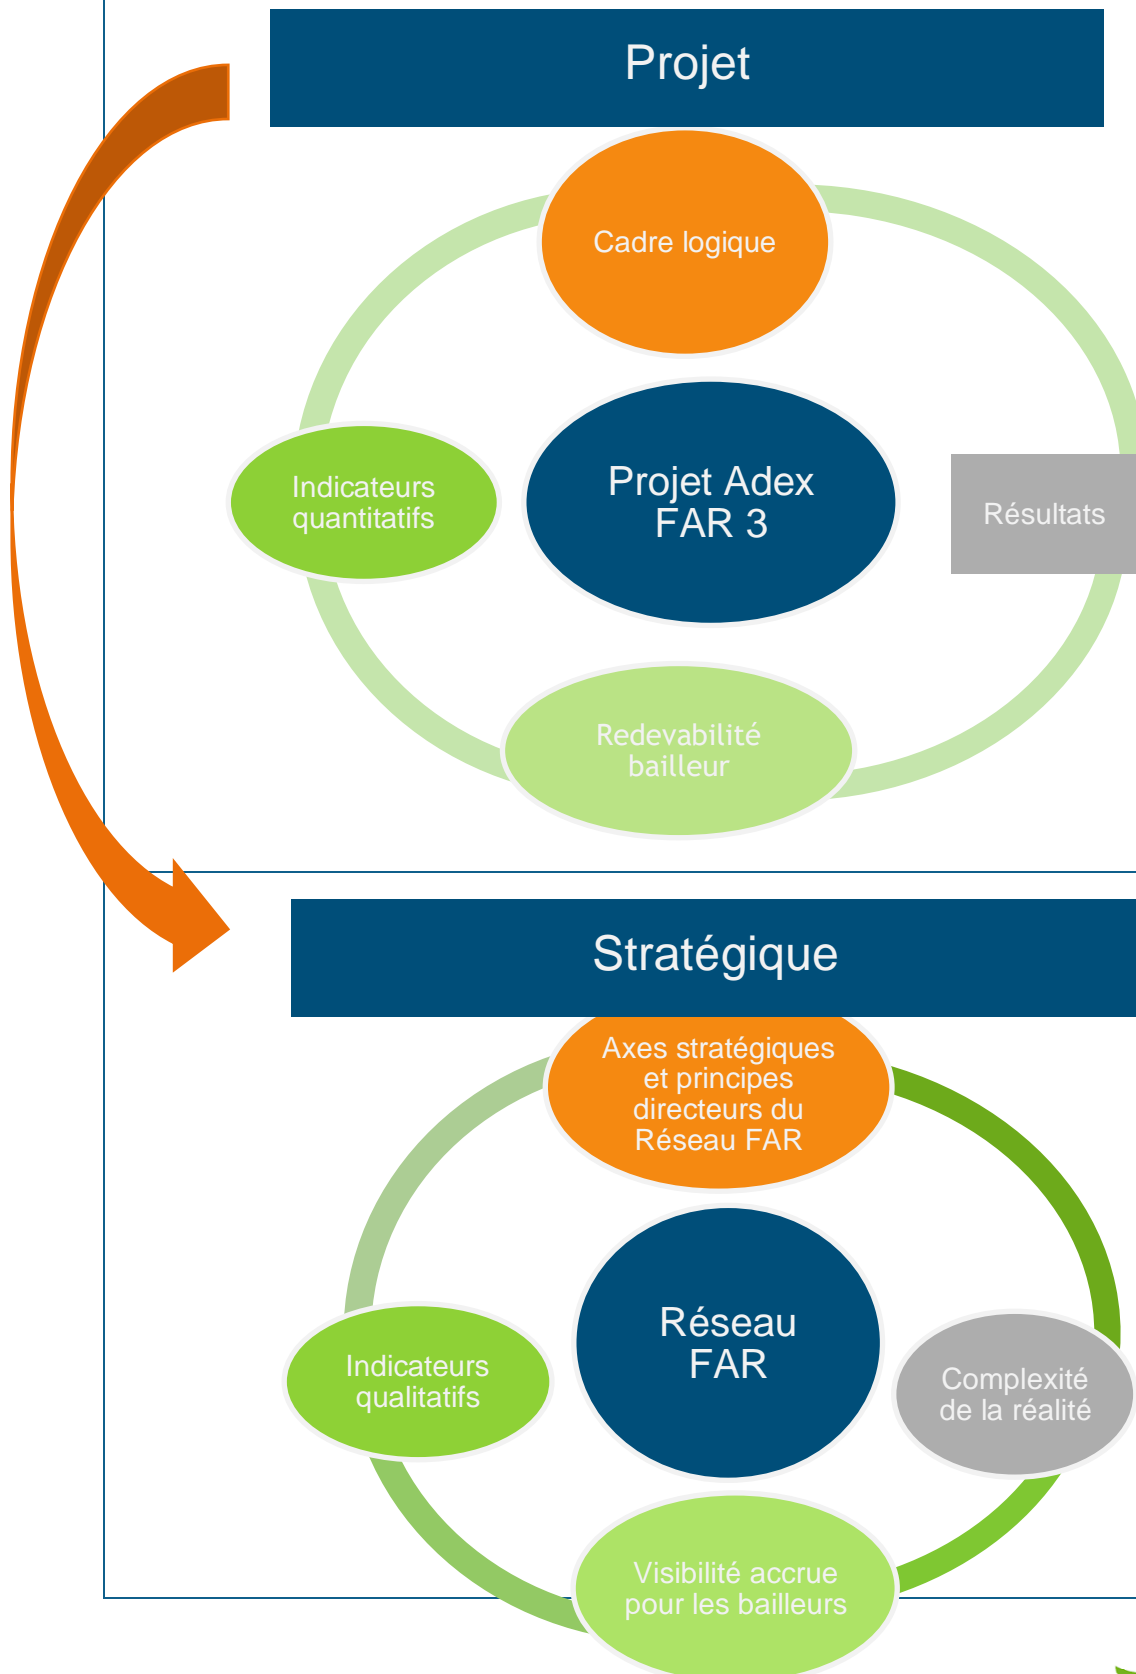 Projet
Cadre logique
Indicateurs
quantitatifs
Projet Adex
FAR 3
Résultats
Redevabilité
bailleur
Stratégique
Axes stratégiques
et principes
directeurs du
Réseau FAR
Indicateurs
qualitatifs
Réseau
FAR
Complexité
de la réalité
Visibilité accrue
pour les bailleurs